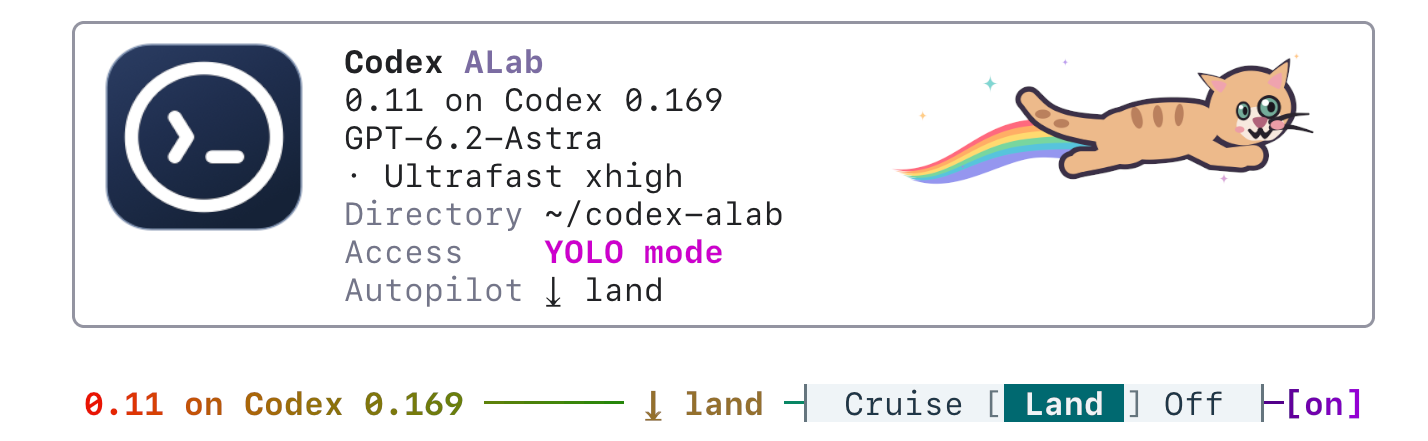 Codex ALab
0.11 on Codex 0.169
GPT-6.2-Astra
· Ultrafast xhigh
Directory ~/codex-alab
Access YOLO mode
Autopilot ↓ land
0.11 on Codex 0.169 ↓ land Cruise [ Land ] Off [on]